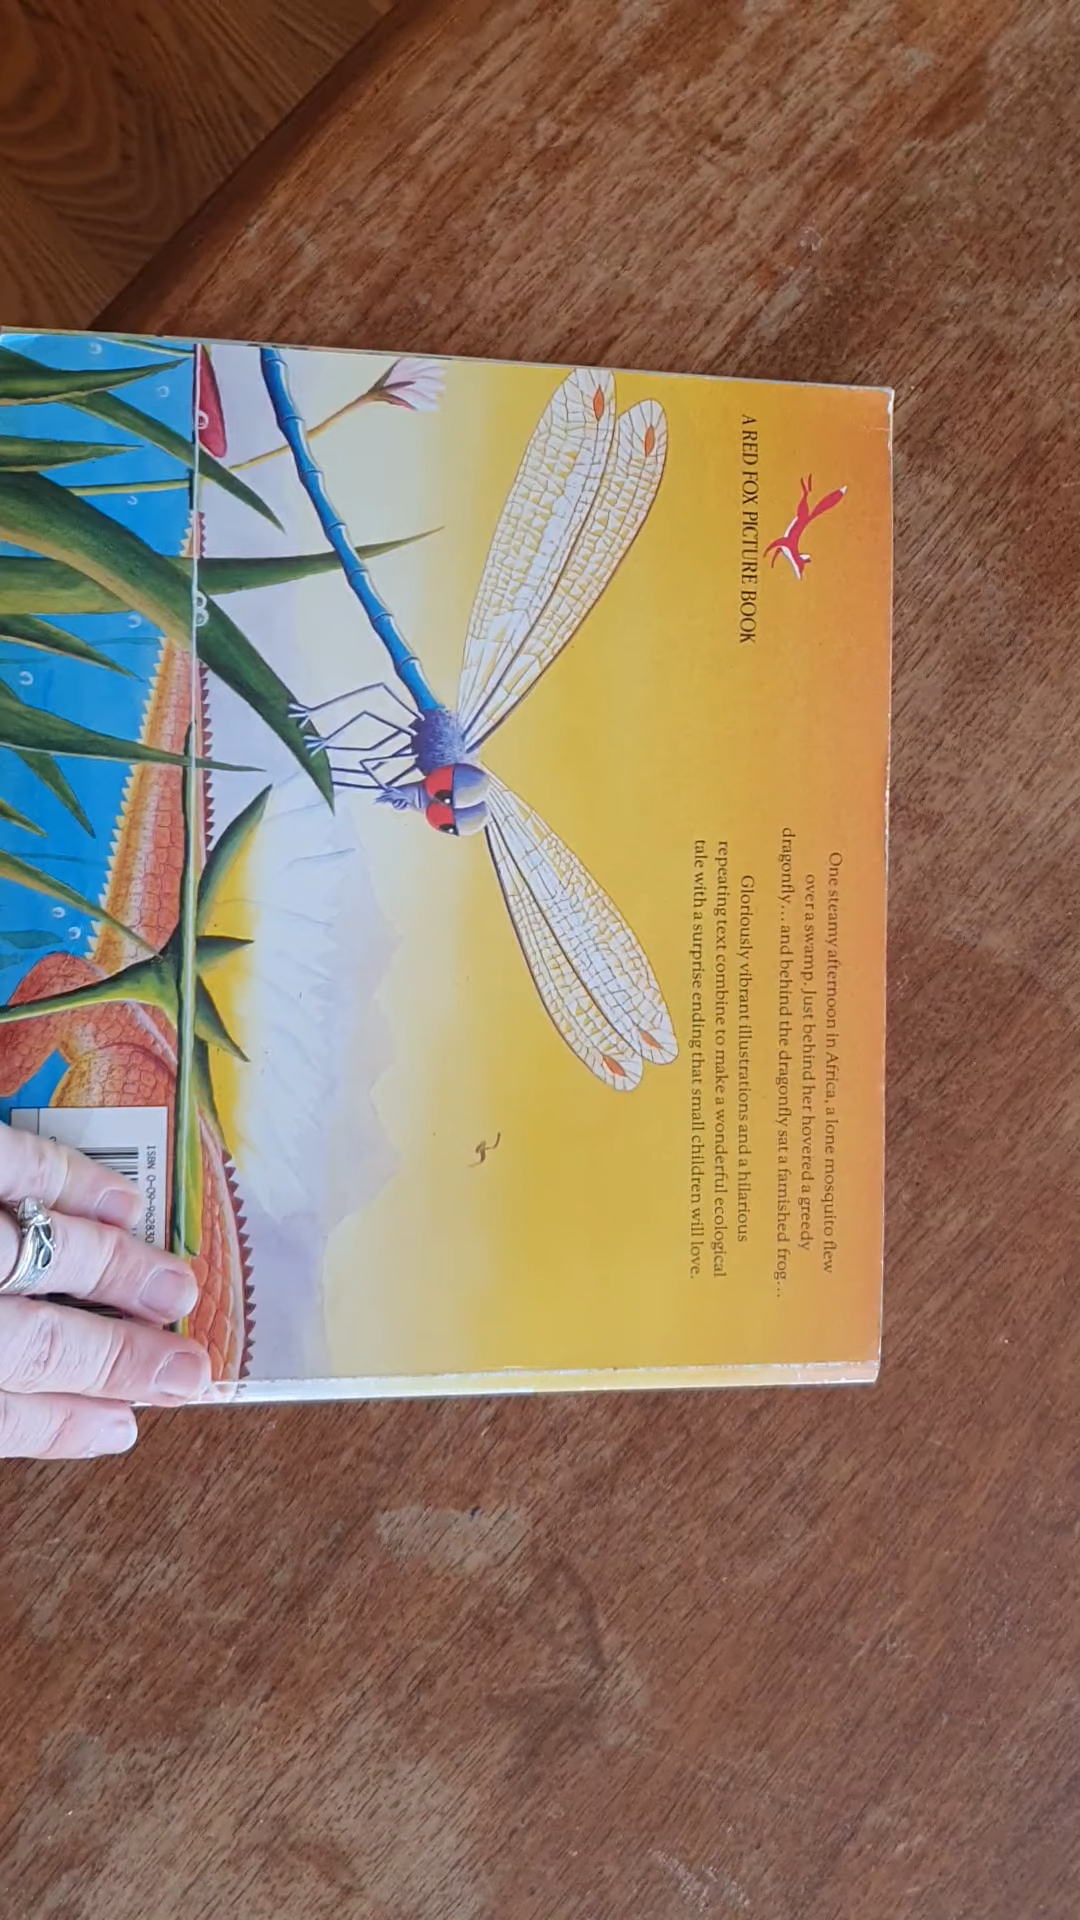 A RED FOX PICTURE BOOK
One steamy afternoon in Africa, a lone mosquito flew
over a swamp. Just behind her hovered a greedy
dragonfly... and behind the dragonfly sat a famished frog...
Gloriously vibrant illustrations and a hilarious
repeating text combine to make a wonderful ecological
tale with a surprise ending that small children will love.
ISBN 0-09-962830